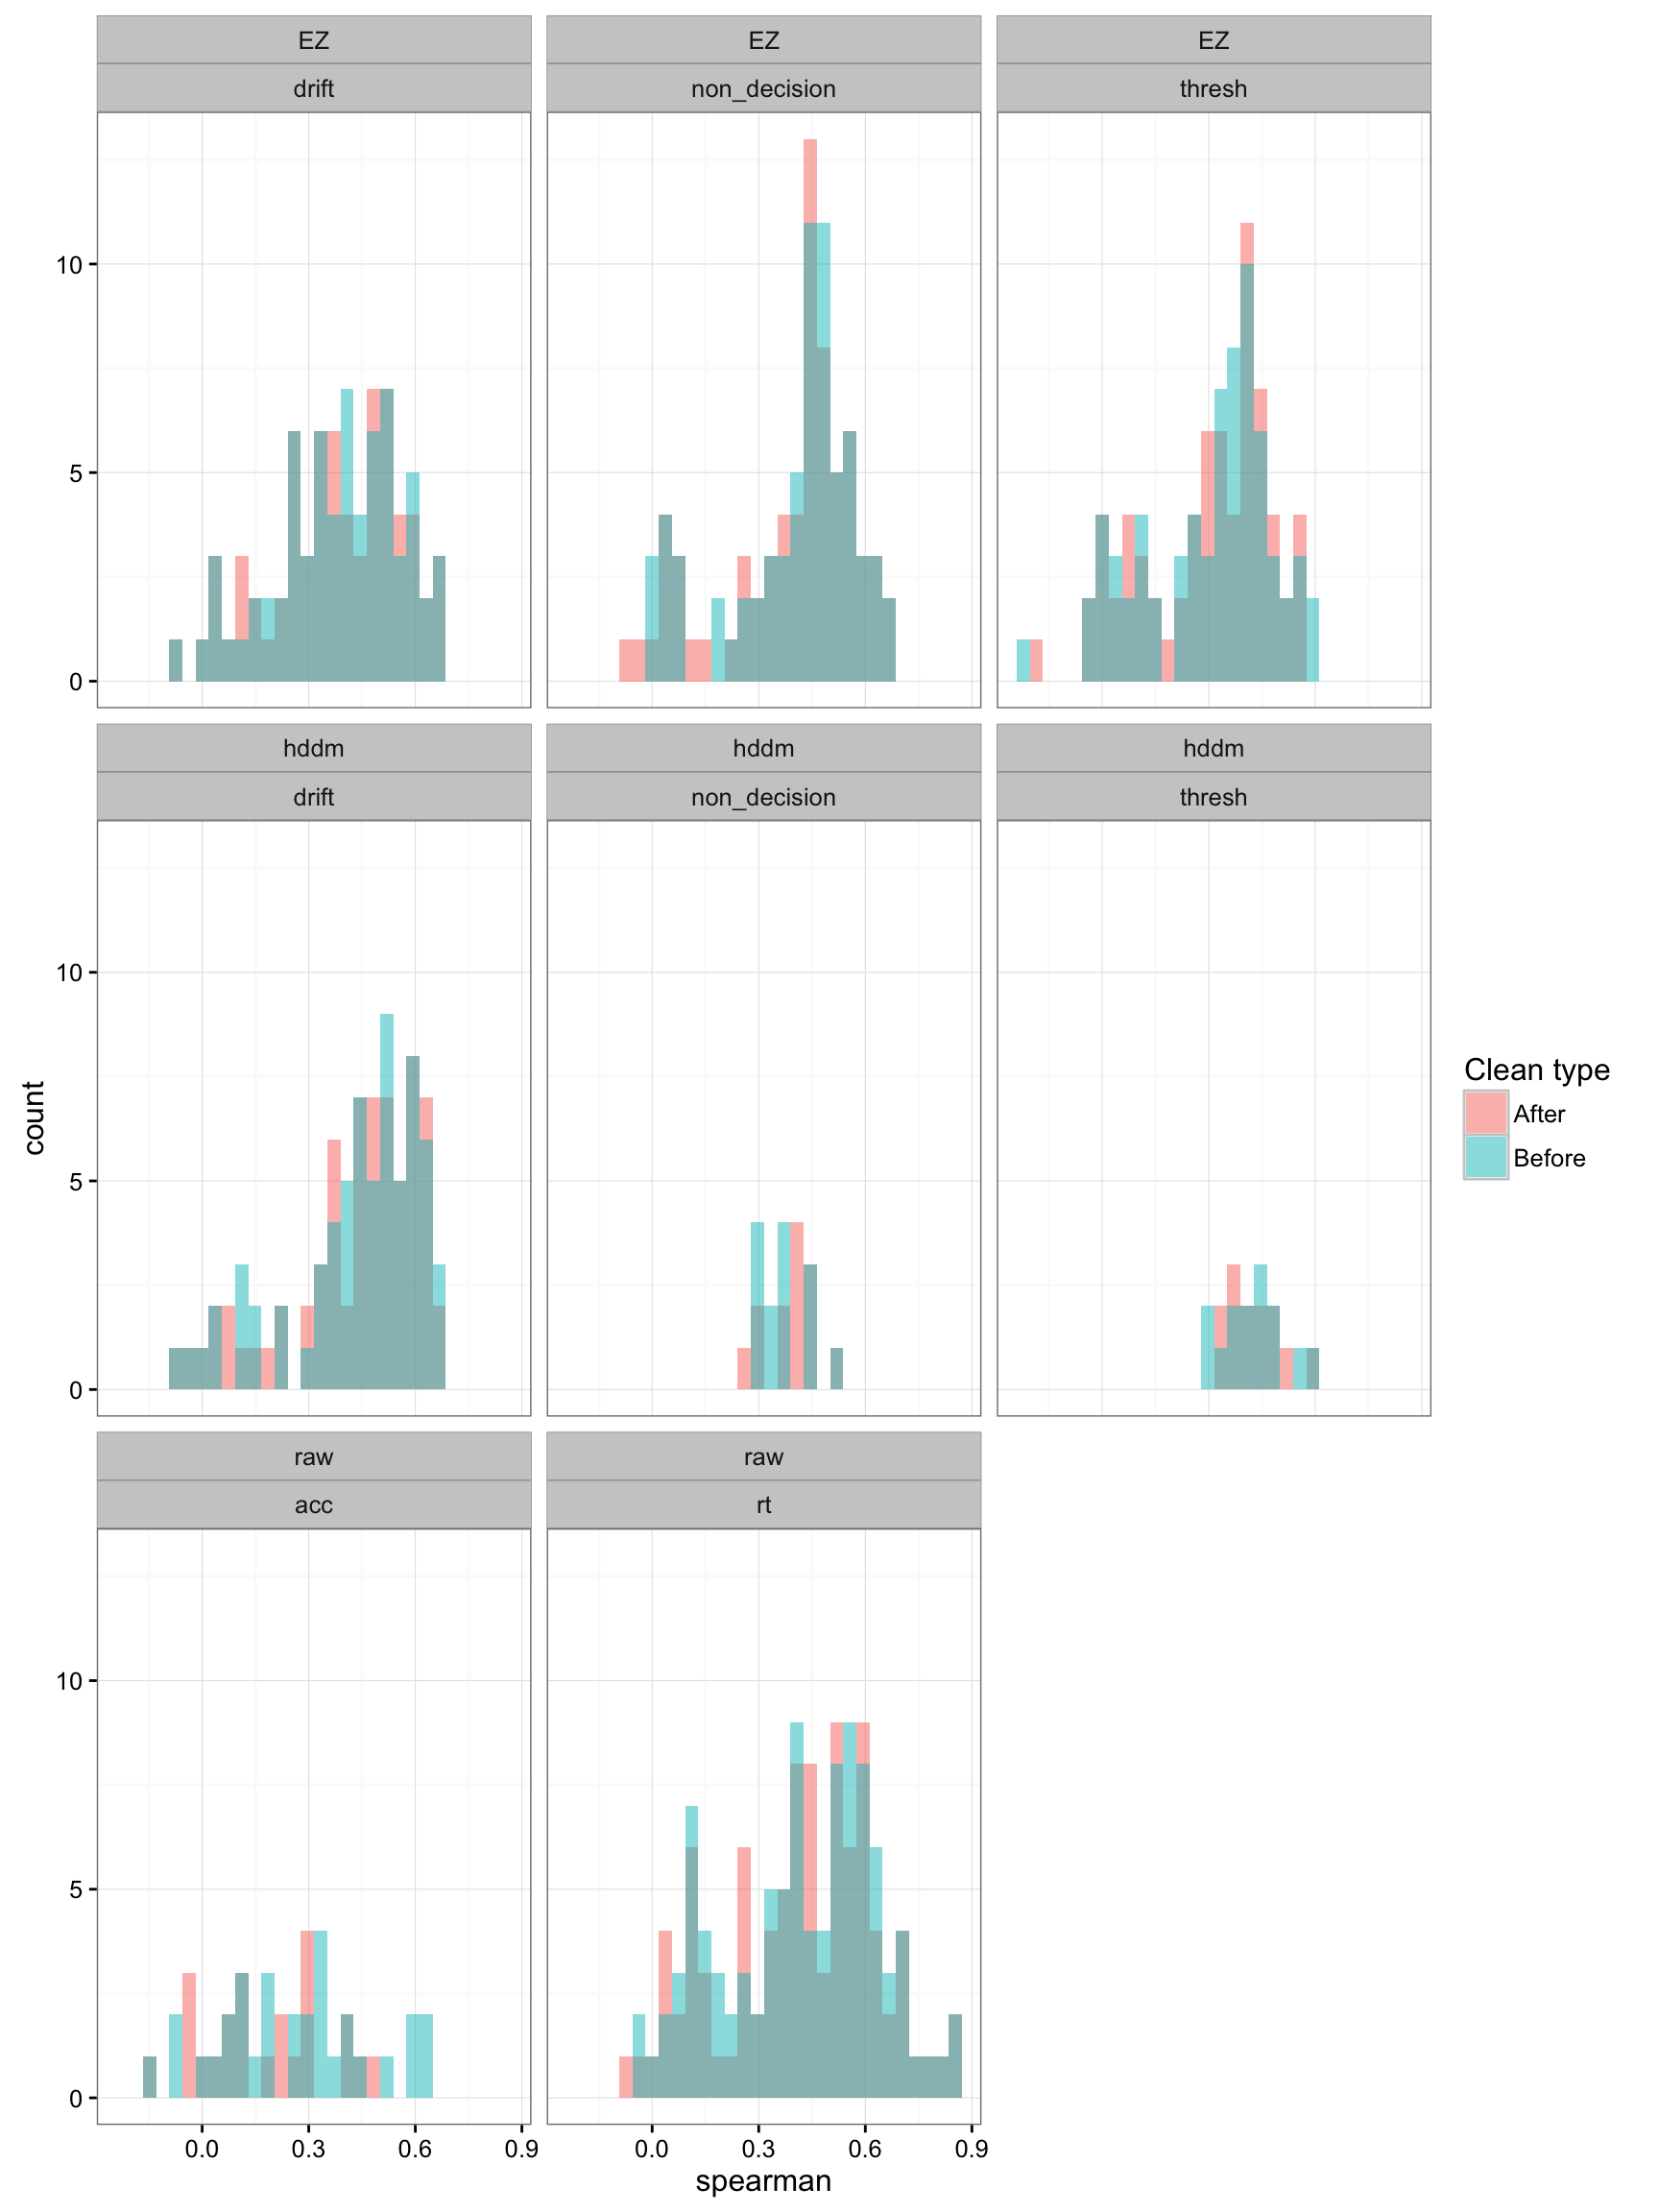 EZ EZ EZ
drift non_decision thresh
10
5
0
hddm hddm hddm
drift non_decision thresh
10
5
0
count
Clean type
After
Before
raw raw
acc rt
10
5
0
0.0 0.3 0.6 0.9 0.0 0.3 0.6 0.9
spearman